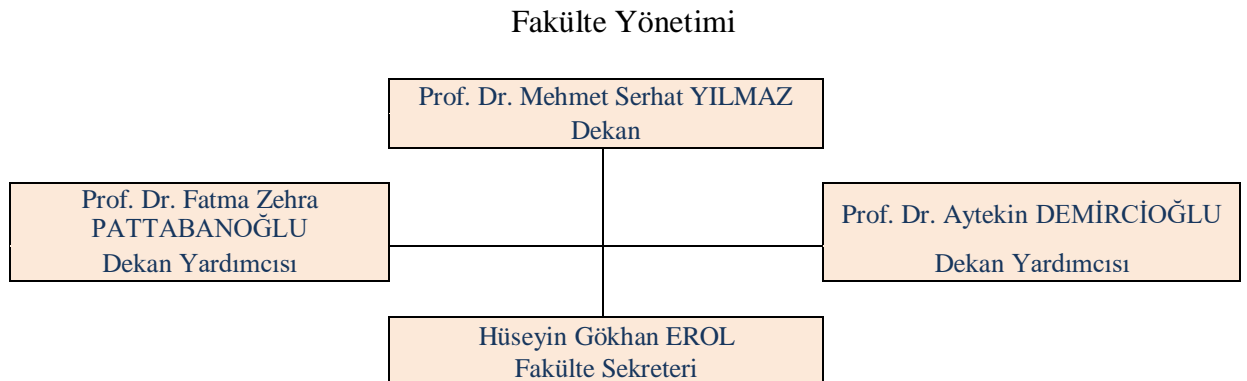 Fakülte Yönetimi
Prof. Dr. Mehmet Serhat YILMAZ
Dekan
Prof. Dr. Fatma Zehra
PATTABANOĞLU
Dekan Yardımcısı
Prof. Dr. Aytekin DEMİRCİOĞLU
Dekan Yardımcısı
Hüseyin Gökhan EROL
Fakülte Sekreteri